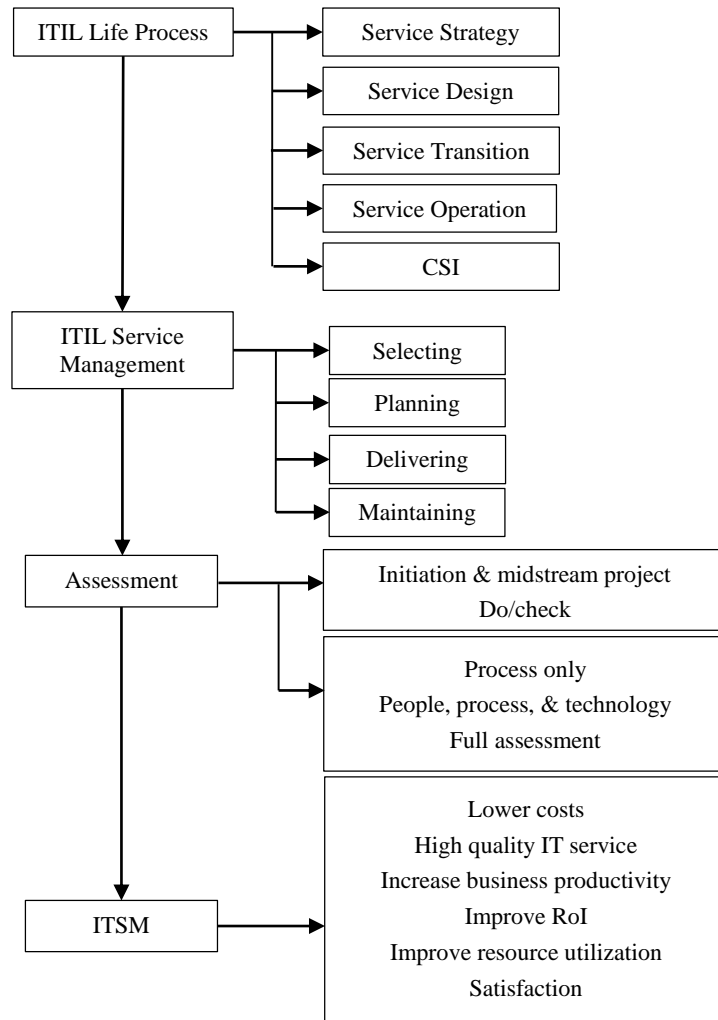 ITIL Life Process
Service Strategy
Service Design
Service Transition
Service Operation
CSI
ITIL Service
Management
Selecting
Planning
Delivering
Maintaining
Assessment
Initiation & midstream project
Do/check
Process only
People, process, & technology
Full assessment
ITSM
Lower costs
High quality IT service
Increase business productivity
Improve RoI
Improve resource utilization
Satisfaction